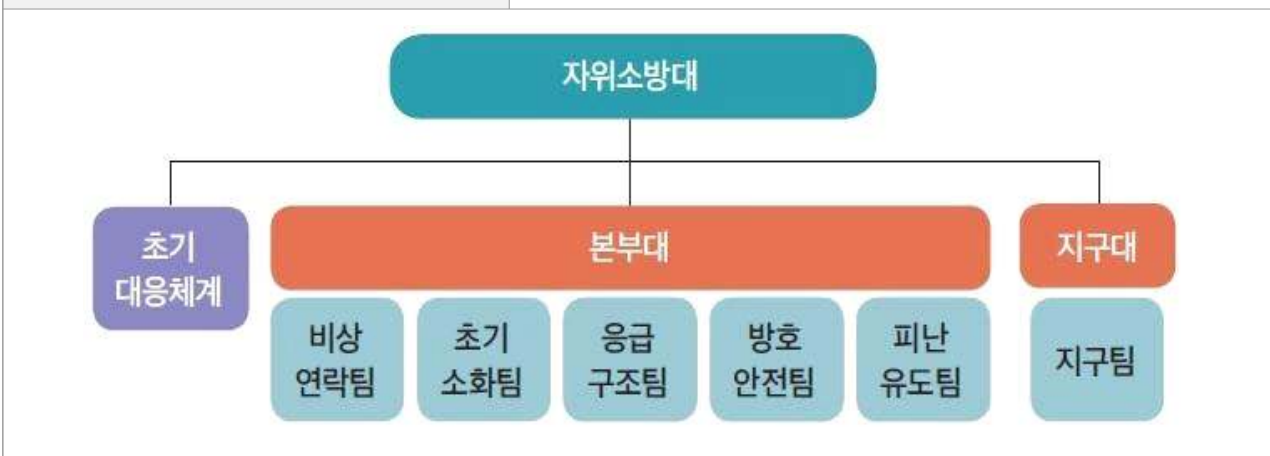 자위소방대
초기
대응체계
본부대
지구대
비상
연락팀
초기
소화팀
응급
구조팀
방호
안전팀
피난
유도팀
지구팀